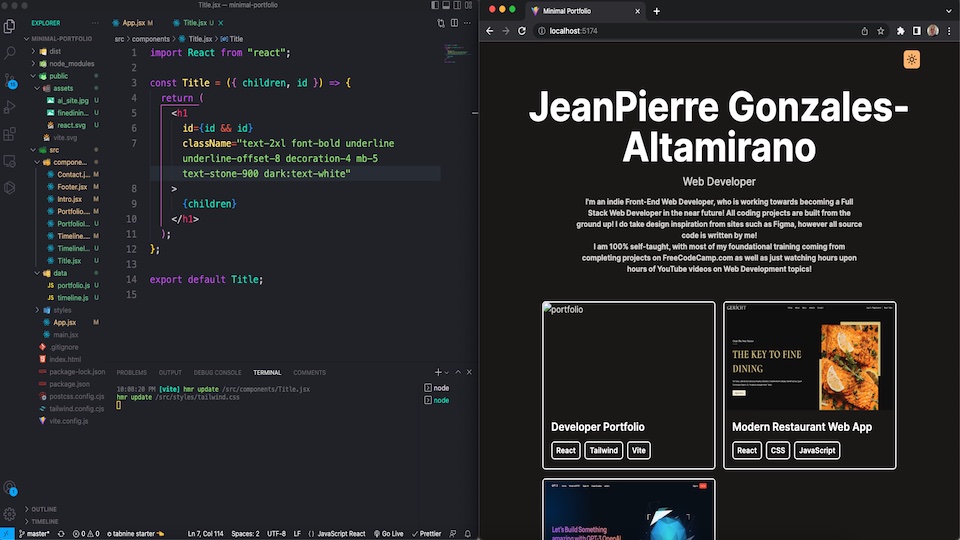 Title.jsx — minimal-portfolio
EXPLORER
MINIMAL-PORTFOLIO
dist
node_modules
public
assets
ai_site.jpg
finedinin...
react.svg
vite.svg
src
compone...
Contact.j...
Footer.jsx
Intro.jsx
Portfolio....
PortfolioI...
Timeline....
TimelineI...
Title.jsx
data
portfolio.js
timeline.js
styles
App.jsx
main.jsx
.gitignore
index.html
package-lock.json
package.json
postcss.config.cjs
tailwind.config.cjs
vite.config.js
OUTLINE
TIMELINE
App.jsx M
Title.jsx U
src > components > Title.jsx > Title
1 import React from "react";
2
3 const Title = ({ children, id }) => {
4 return (
5 <h1
6 id={id && id}
7 className="text-2xl font-bold underline
underline-offset-8 decoration-4 mb-5
text-stone-900 dark:text-white"
8 >
9 {children}
10 </h1>
11 );
12 };
13
14 export default Title;
15
PROBLEMS OUTPUT DEBUG CONSOLE TERMINAL COMMENTS
10:08:20 PM [vite] hmr update /src/components/Title.jsx
hmr update /src/styles/tailwind.css
node
node
master* 0 0 tabnine starter Ln 7, Col 114 Spaces: 2 UTF-8 LF {} JavaScript React Go Live Prettier
Minimal Portfolio
localhost:5174
JeanPierre Gonzales-
Altamirano
Web Developer
I'm an indie Front-End Web Developer, who is working towards becoming a Full
Stack Web Developer in the near future! All coding projects are built from the
ground up! I do take design inspiration from sites such as Figma, however all source
code is written by me!
I am 100% self-taught, with most of my foundational training coming from
completing projects on FreeCodeCamp.com as well as just watching hours upon
hours of YouTube videos on Web Development topics!
portfolio
Developer Portfolio
React Tailwind Vite
GERICHT
THE KEY TO FINE
DINING
Modern Restaurant Web App
React CSS JavaScript
Let's Build Something
amazing with GPT-3 OpenAI